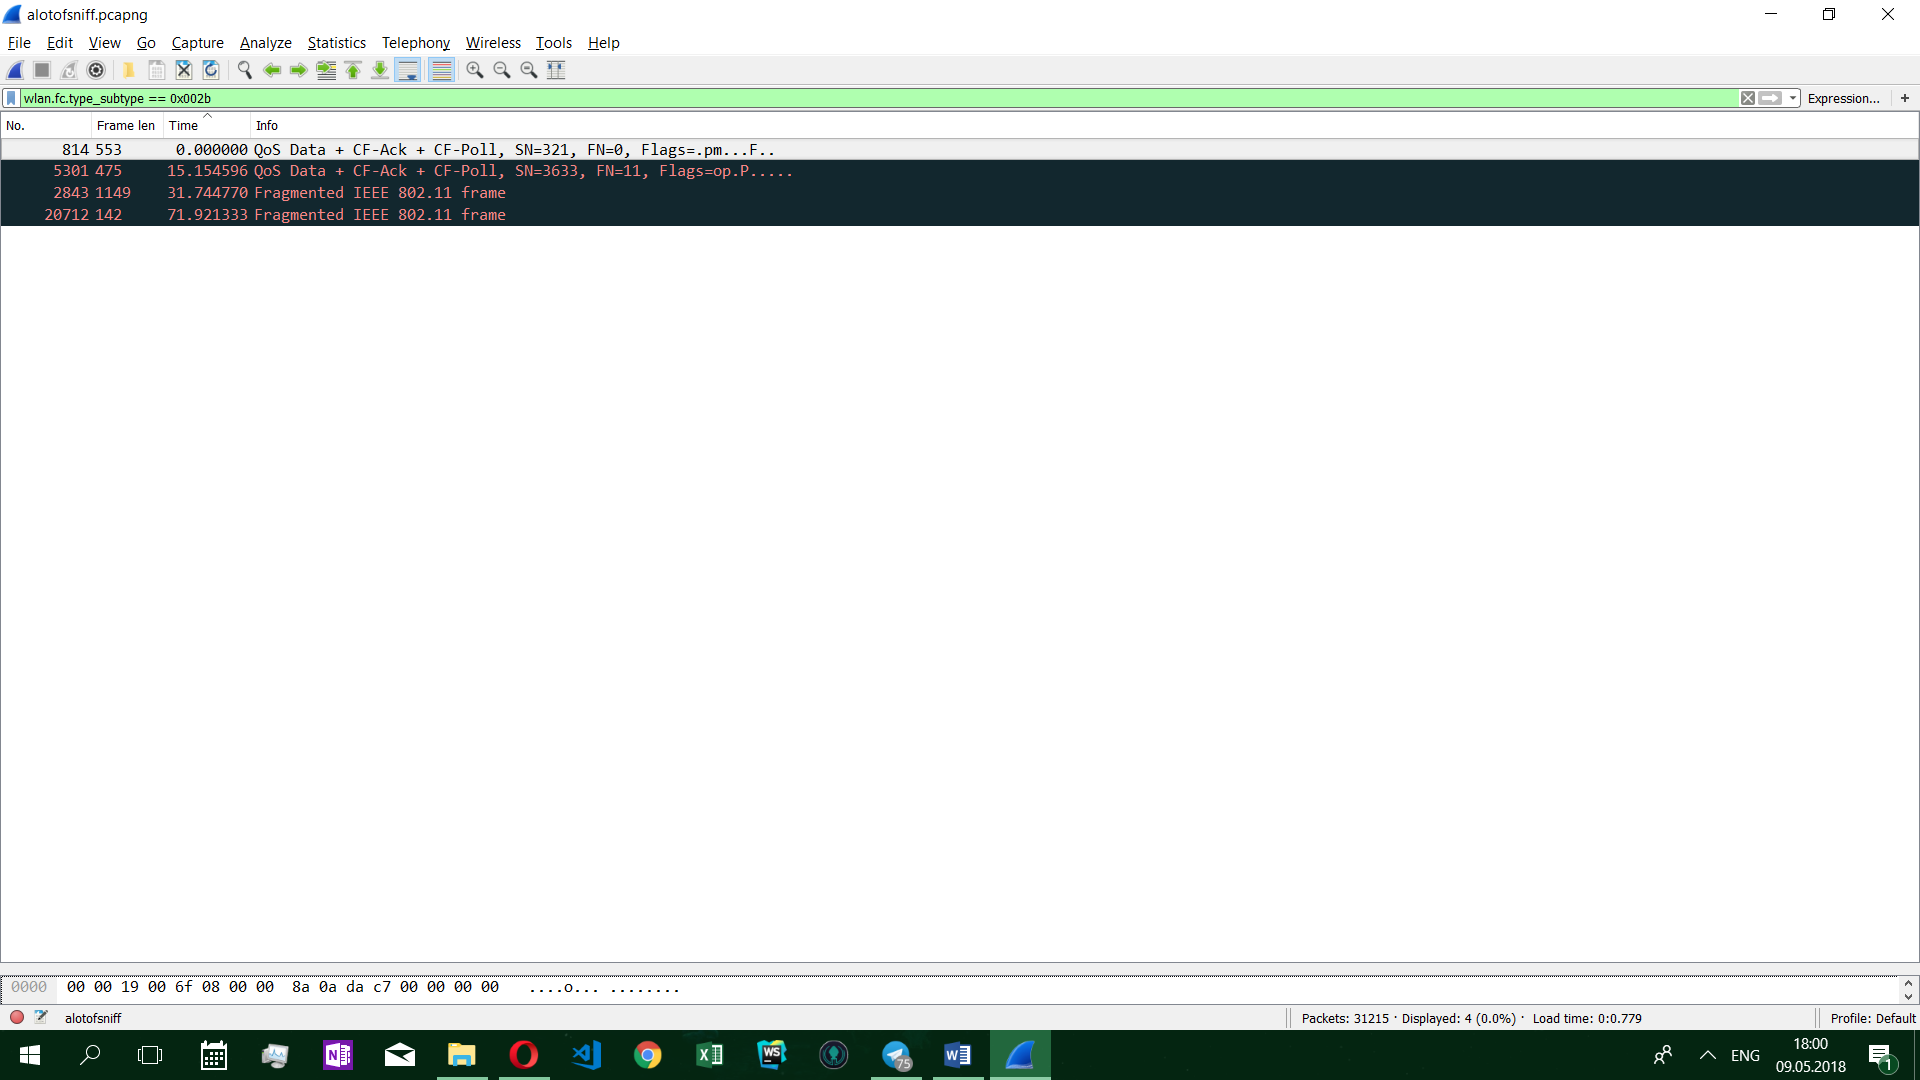 alotofsniff.pcapng
File Edit View Go Capture Analyze Statistics Telephony Wireless Tools Help
wlan.fc.type_subtype == 0x002b Expression... +
No. Frame len Time Info
814 553 0.000000 QoS Data + CF-Ack + CF-Poll, SN=321, FN=0, Flags=.pm...F..
5301 475 15.154596 QoS Data + CF-Ack + CF-Poll, SN=3633, FN=11, Flags=op.P.....
2843 1149 31.744770 Fragmented IEEE 802.11 frame
20712 142 71.921333 Fragmented IEEE 802.11 frame
0000 00 00 19 00 6f 08 00 00 8a 0a da c7 00 00 00 00 ....o... ........
alotofsniff Packets: 31215 · Displayed: 4 (0.0%) · Load time: 0:0.779 Profile: Default
N WS 75 W ENG 18:00
09.05.2018 1